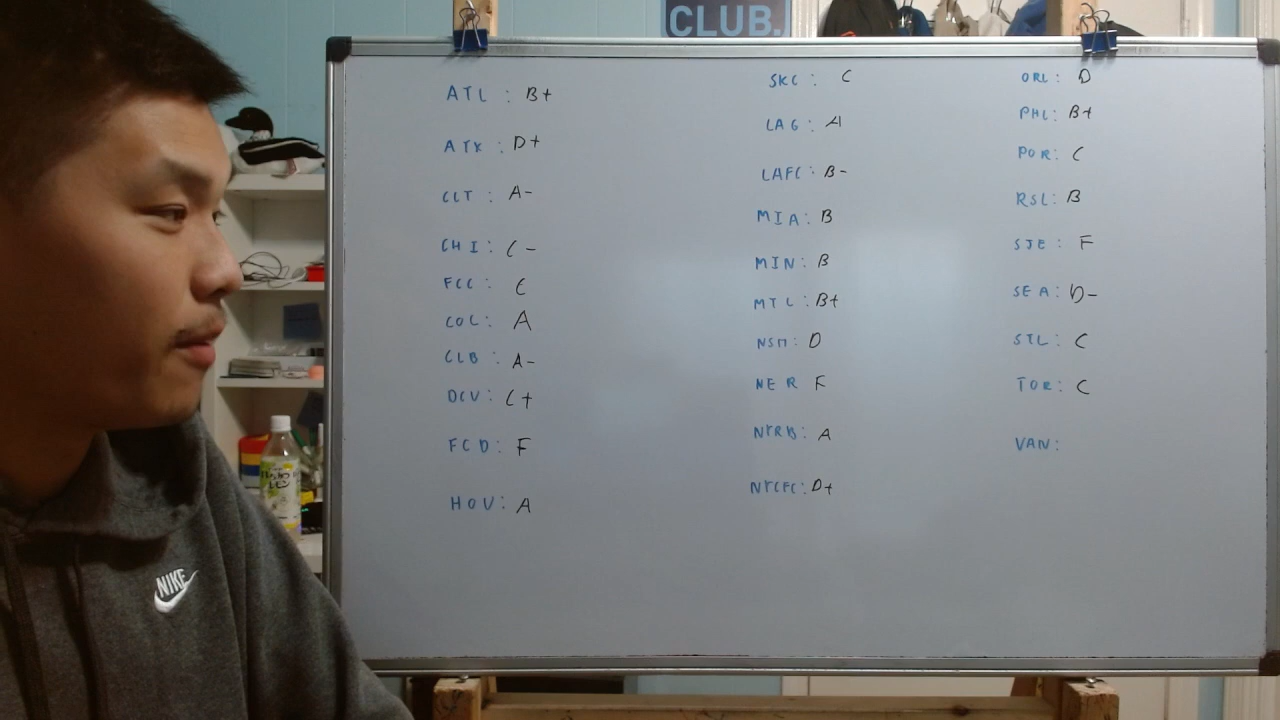 CLUB.
ATL : B+
ATX : D+
CLT : A-
CHI : C-
FCC : C
COL : A
CLB : A-
DCU : C+
FCD : F
HOU : A
SKC : C
LAG : A
LAFC : B-
MIA : B
MIN : B
MTL : B+
NSH : D
NER F
NYRB : A
NYCFC : D+
ORL : D
PHL : B+
POR : C
RSL : B
SJE : F
SEA : D-
STL : C
TOR : C
VAN :
NIKE